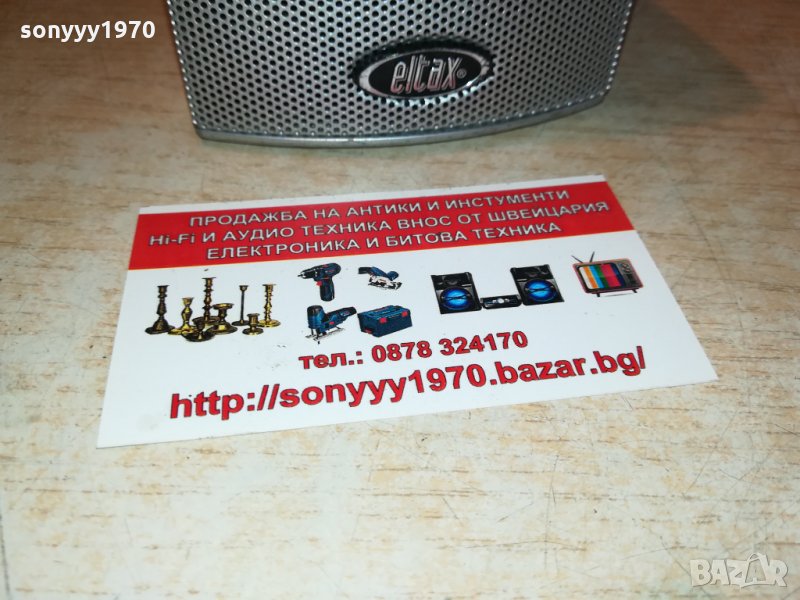 sonyyy1970
eltax®
ПРОДАЖБА НА АНТИКИ И ИНСТУМЕНТИ
Hi-Fi И АУДИО ТЕХНИКА ВНОС ОТ ШВЕЙЦАРИЯ
ЕЛЕКТРОНИКА И БИТОВА ТЕХНИКА
тел.: 0878 324170
http://sonyyy1970.bazar.bg/
BAZAR